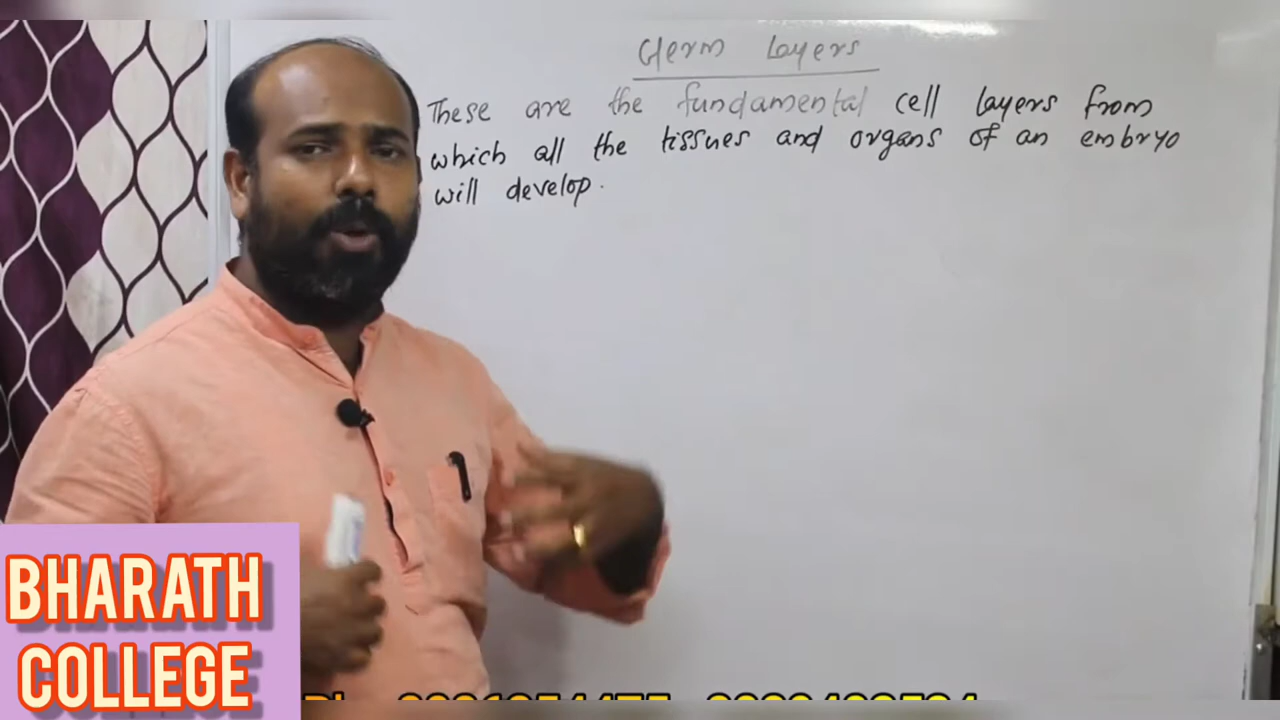 Germ Layers
These are the fundamental cell layers from
which all the tissues and organs of an embryo
will develop.
BHARATH
COLLEGE